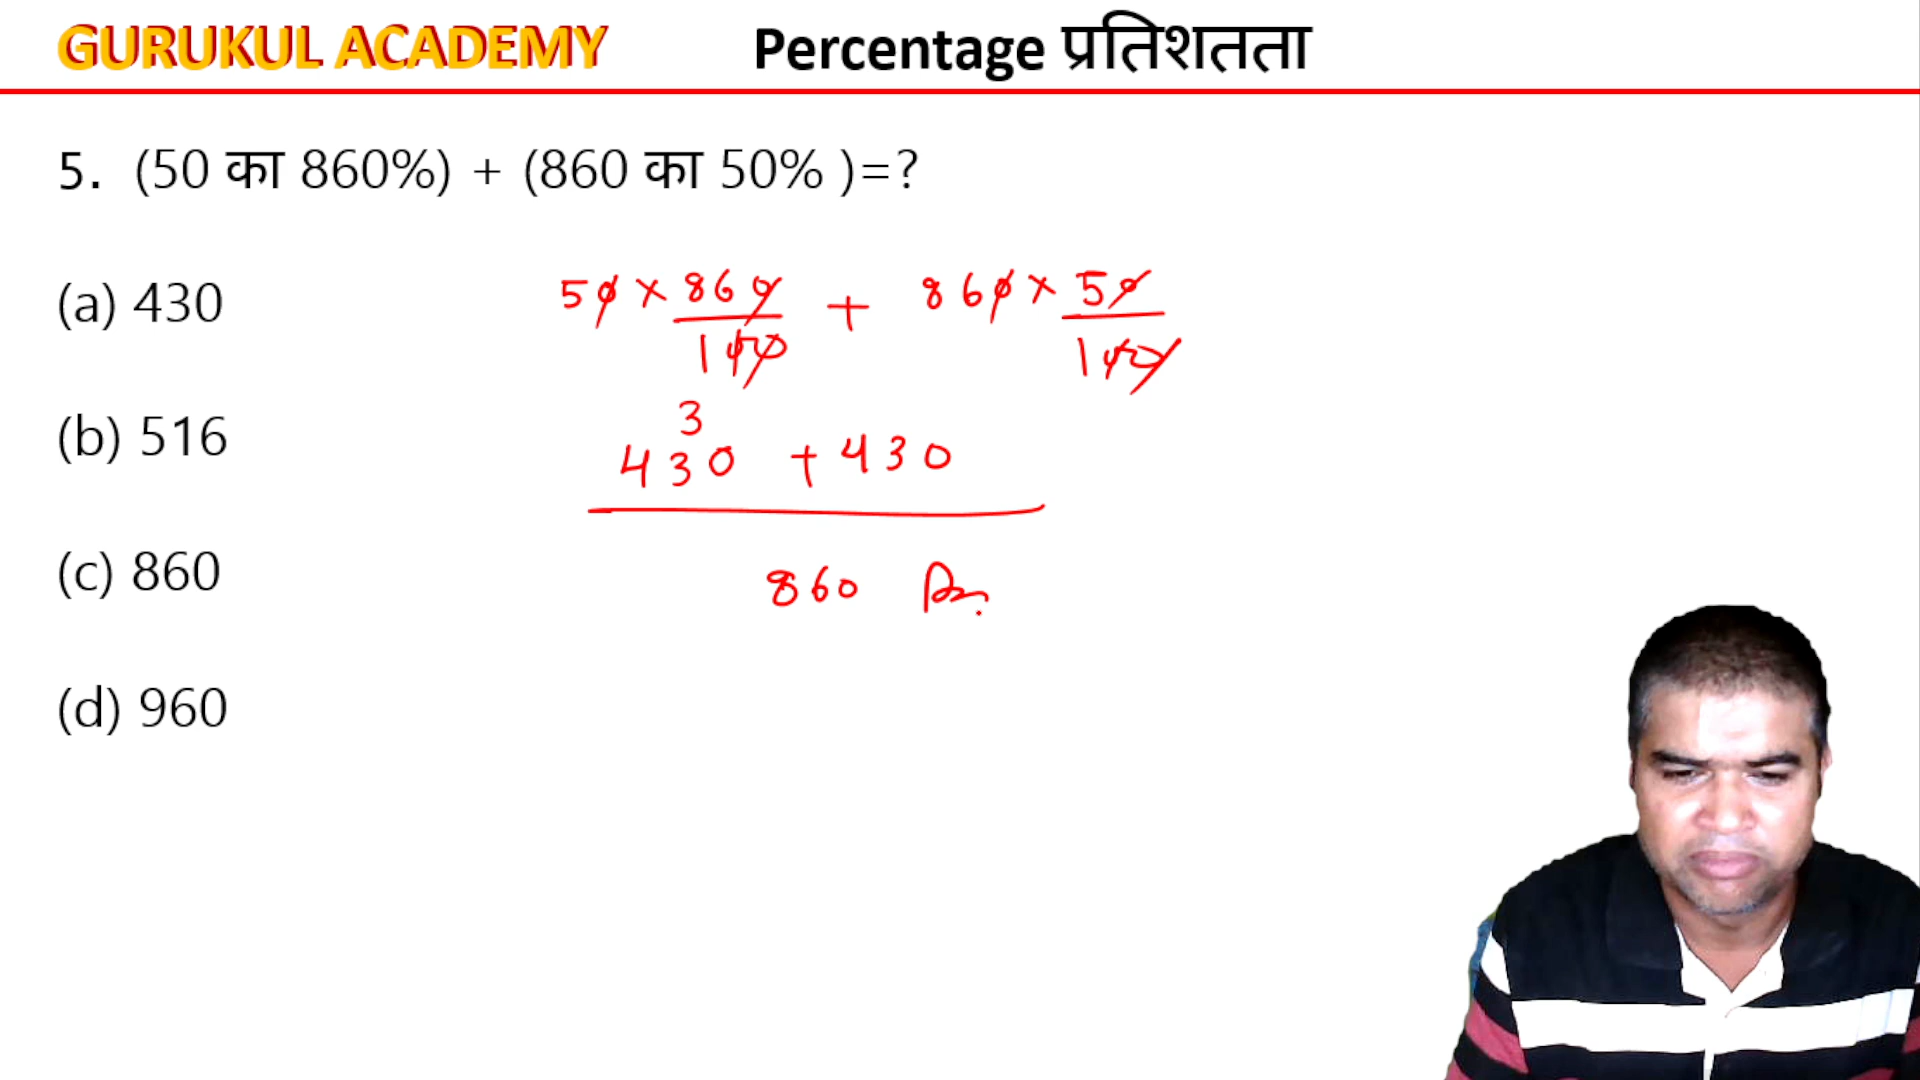 GURUKUL ACADEMY
Percentage प्रतिशतता
5. (50 का 860%) + (860 का 50% )=?
(a) 430
50 × 860/100 + 860 × 50/100
(b) 516
3
430 + 430
(c) 860
860 An.
(d) 960